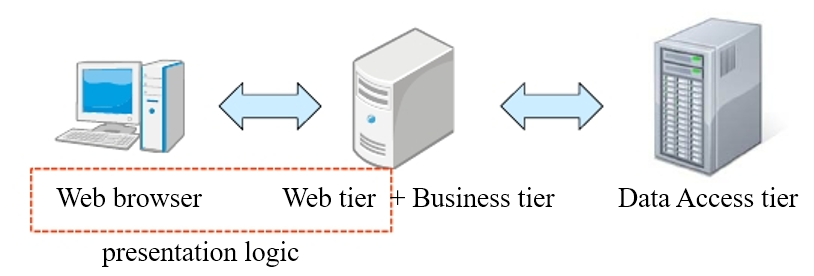 Web browser Web tier + Business tier Data Access tier
presentation logic